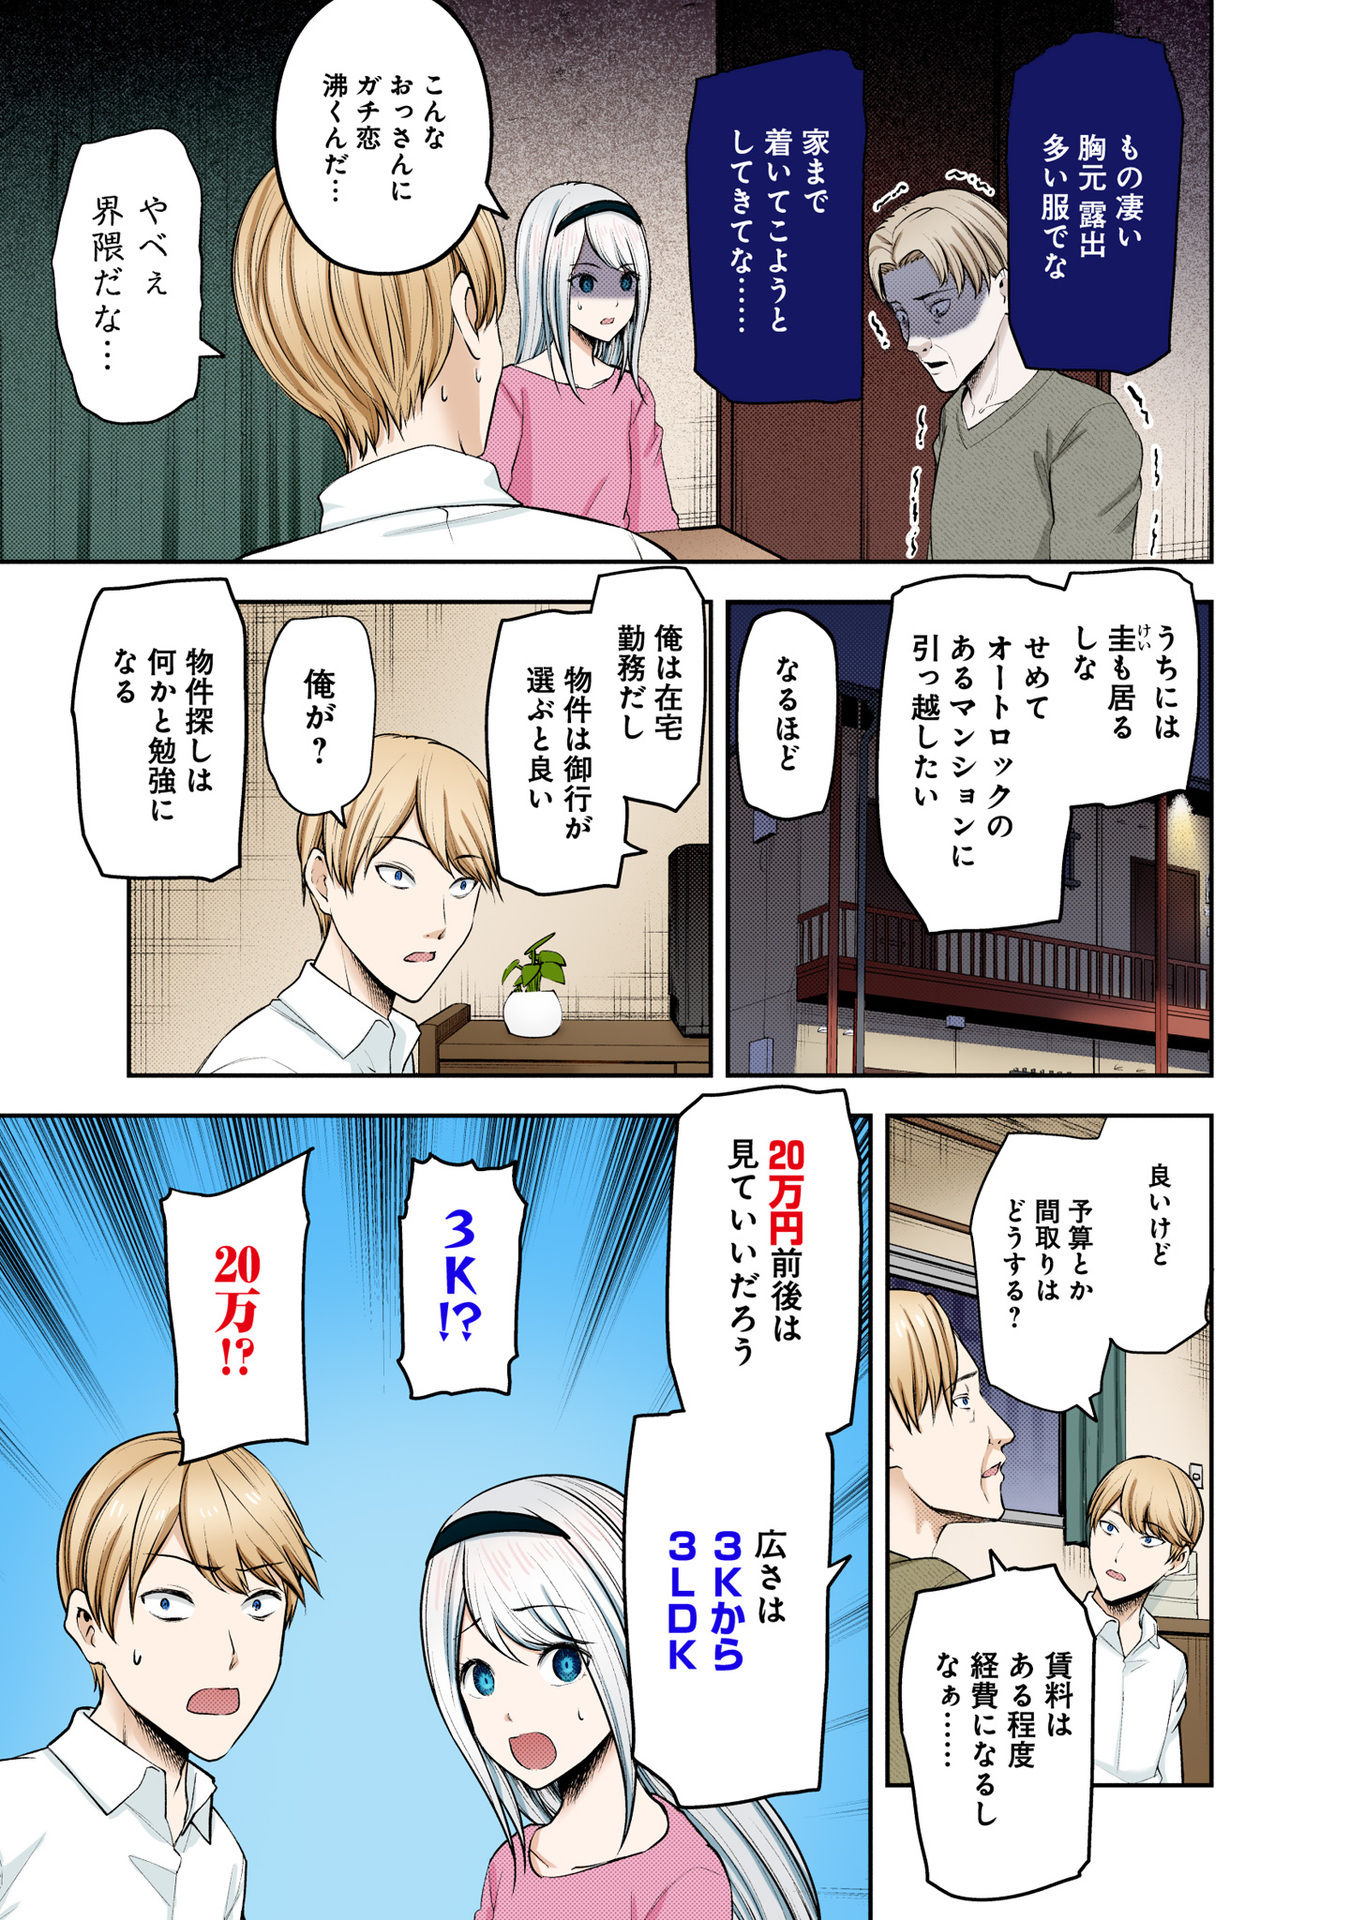 もの凄い
胸元 露出
多い服でな
家まで
着いてこようと
してきてな……
こんな
おっさんに
ガチ恋
沸くんだ…
やべぇ
界隈だな…
うちには
圭も居る
けい
しな
せめて
オートロックの
あるマンションに
引っ越したい
なるほど
俺は在宅
勤務だし
物件は御行が
選ぶと良い
俺が？
物件探しは
何かと勉強に
なる
良いけど
予算とか
間取りは
どうする？
賃料は
ある程度
経費になるし
なぁ……
20万円前後は
見ていいだろう
広さは
3Kから
3LDK
3K!?
20万!?